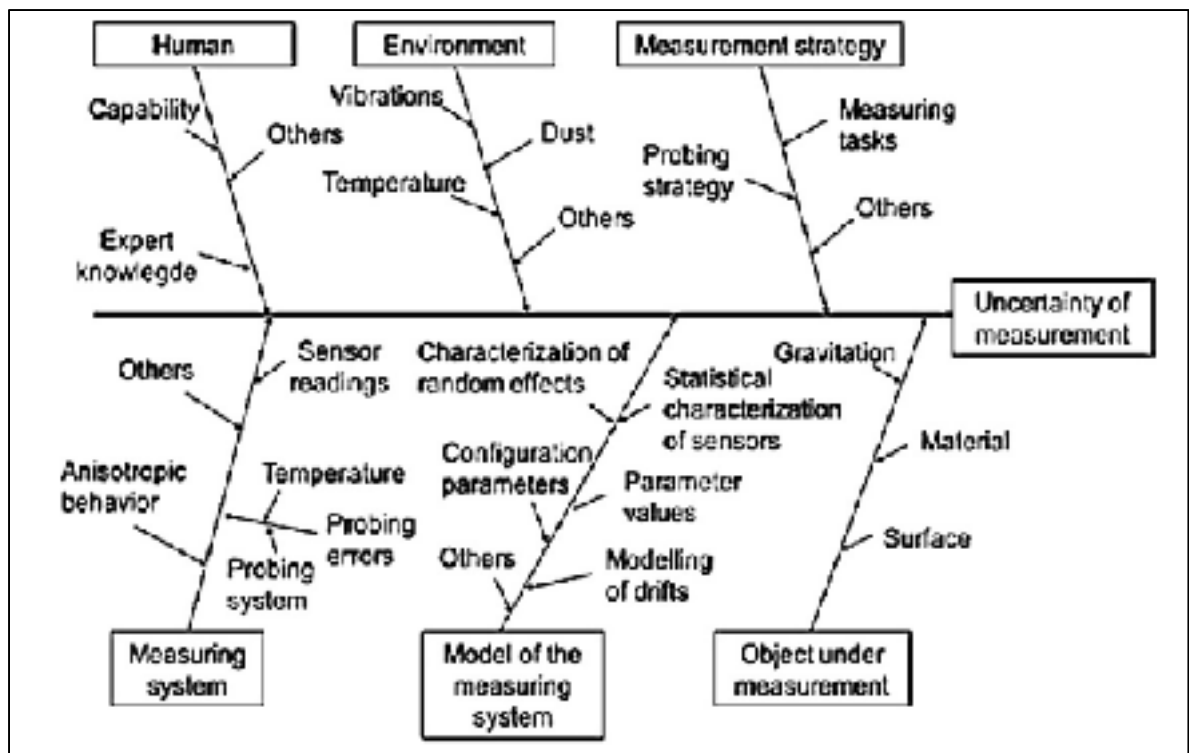 Human
Environment
Measurement strategy
Capability
Others
Expert
knowlegde
Vibrations
Dust
Temperature
Others
Measuring
tasks
Probing
strategy
Others
Uncertainty of
measurement
Others
Sensor
readings
Anisotropic
behavior
Temperature
Probing
errors
Probing
system
Characterization of
random effects
Statistical
characterization
of sensors
Configuration
parameters
Parameter
values
Others
Modelling
of drifts
Gravitation
Material
Surface
Measuring
system
Model of the
measuring
system
Object under
measurement